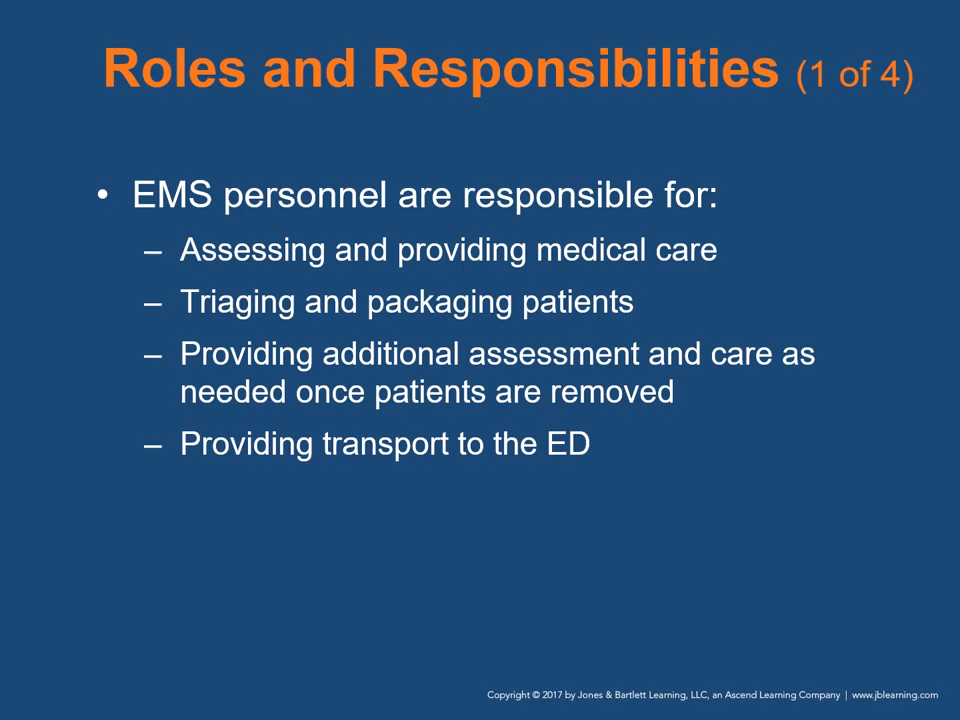 Roles and Responsibilities (1 of 4)
• EMS personnel are responsible for:
– Assessing and providing medical care
– Triaging and packaging patients
– Providing additional assessment and care as
needed once patients are removed
– Providing transport to the ED
Copyright © 2017 by Jones & Bartlett Learning, LLC, an Ascend Learning Company | www.jblearning.com